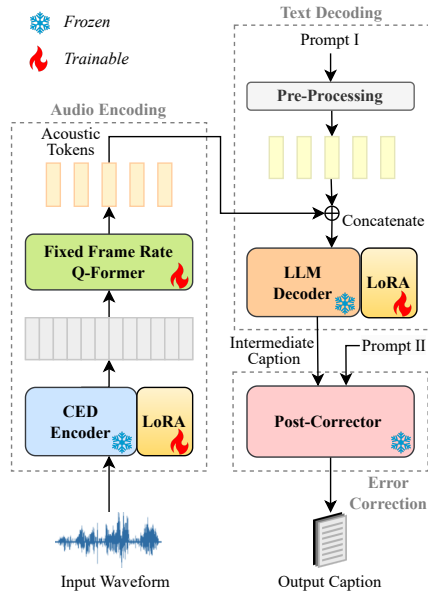 Frozen
Trainable
Text Decoding
Prompt I
Pre-Processing
Audio Encoding
Acoustic
Tokens
Concatenate
Fixed Frame Rate
Q-Former
LLM
Decoder
LoRA
Intermediate
Caption
Prompt II
CED
Encoder
LoRA
Post-Corrector
Error
Correction
Input Waveform
Output Caption